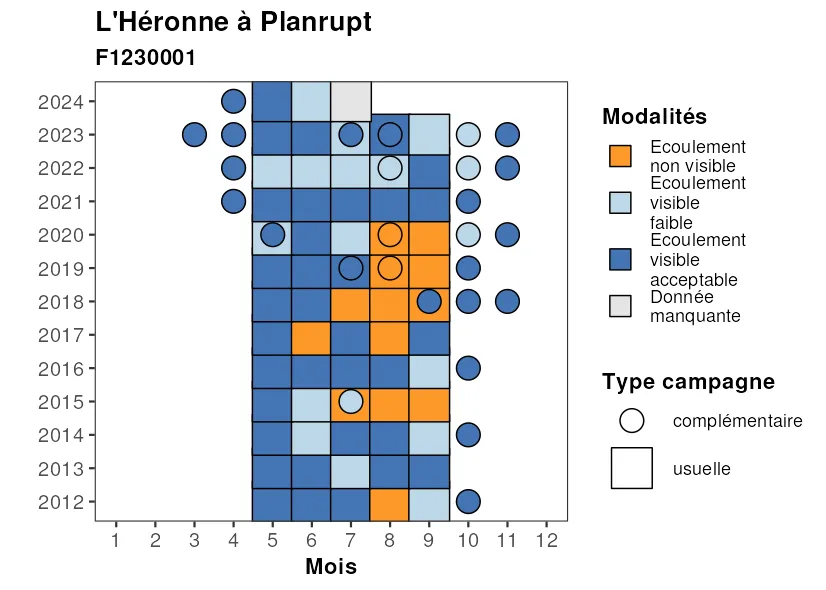 L'Héronne à Planrupt
F1230001
2024
2023
2022
2021
2020
2019
2018
2017
2016
2015
2014
2013
2012
1 2 3 4 5 6 7 8 9 10 11 12
Mois
Modalités
Ecoulement
non visible
Ecoulement
visible
faible
Ecoulement
visible
acceptable
Donnée
manquante
Type campagne
complémentaire
usuelle